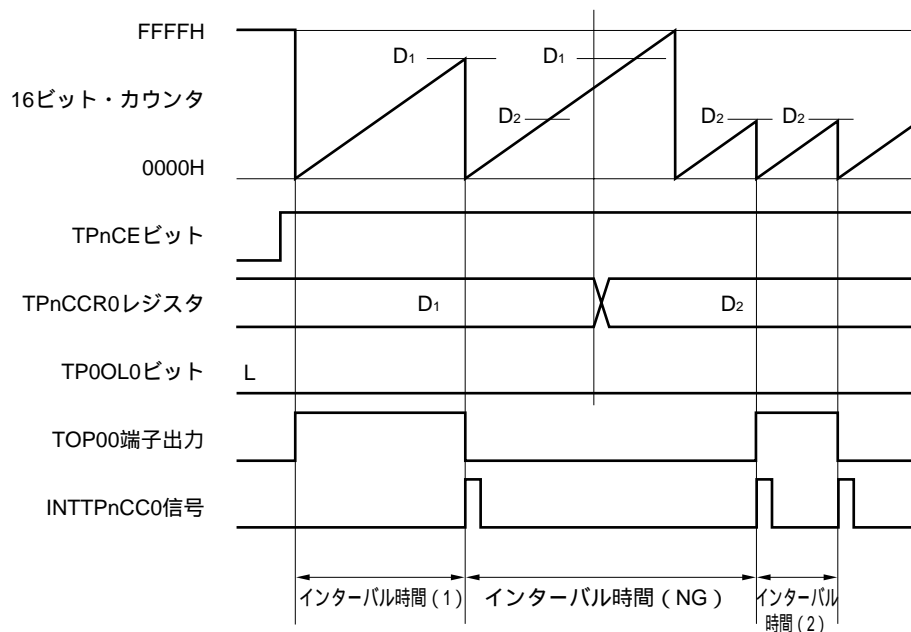 FFFFH
D1
D1
16ビット・カウンタ
D2
D2
D2
0000H
TPnCEビット
TPnCCR0レジスタ
D1
D2
TP0OL0ビット
L
TOP00端子出力
INTTPnCC0信号
インターバル時間（1）
インターバル時間（NG）
インターバル
時間（2）